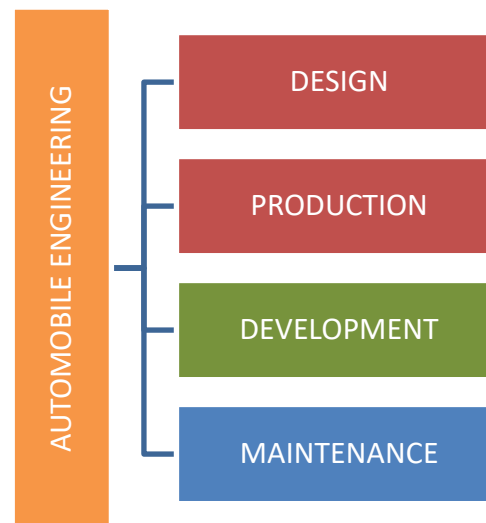 AUTOMOBILE ENGINEERING
DESIGN
PRODUCTION
DEVELOPMENT
MAINTENANCE